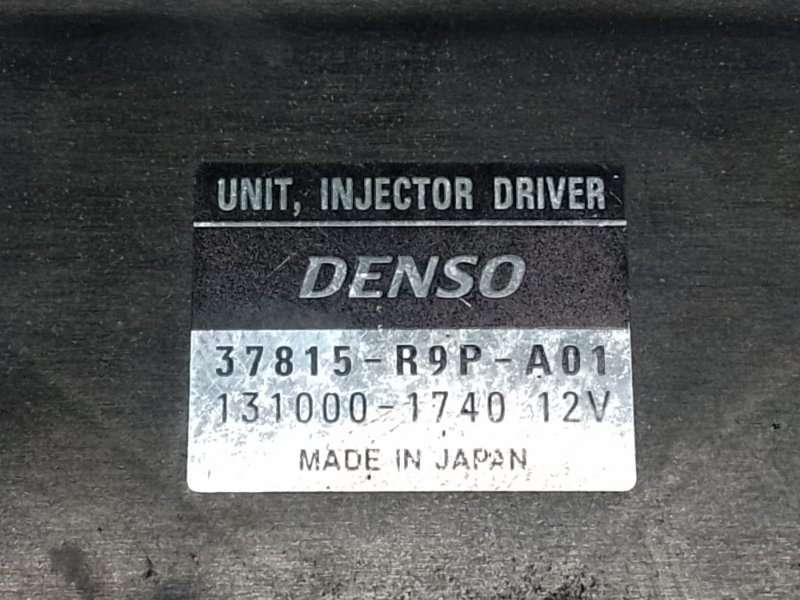 UNIT, INJECTOR DRIVER
DENSO
37815-R9P-A01
131000-1740 12V
MADE IN JAPAN